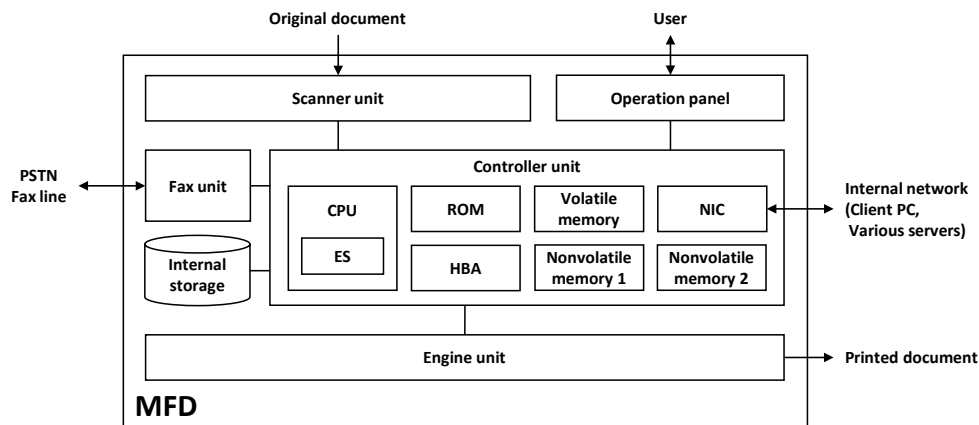 Original document
User
Scanner unit
Operation panel
PSTN
Fax line
Fax unit
Controller unit
CPU
ES
ROM
Volatile
memory
NIC
HBA
Nonvolatile
memory 1
Nonvolatile
memory 2
Internal network
(Client PC,
Various servers)
Internal
storage
Engine unit
Printed document
MFD